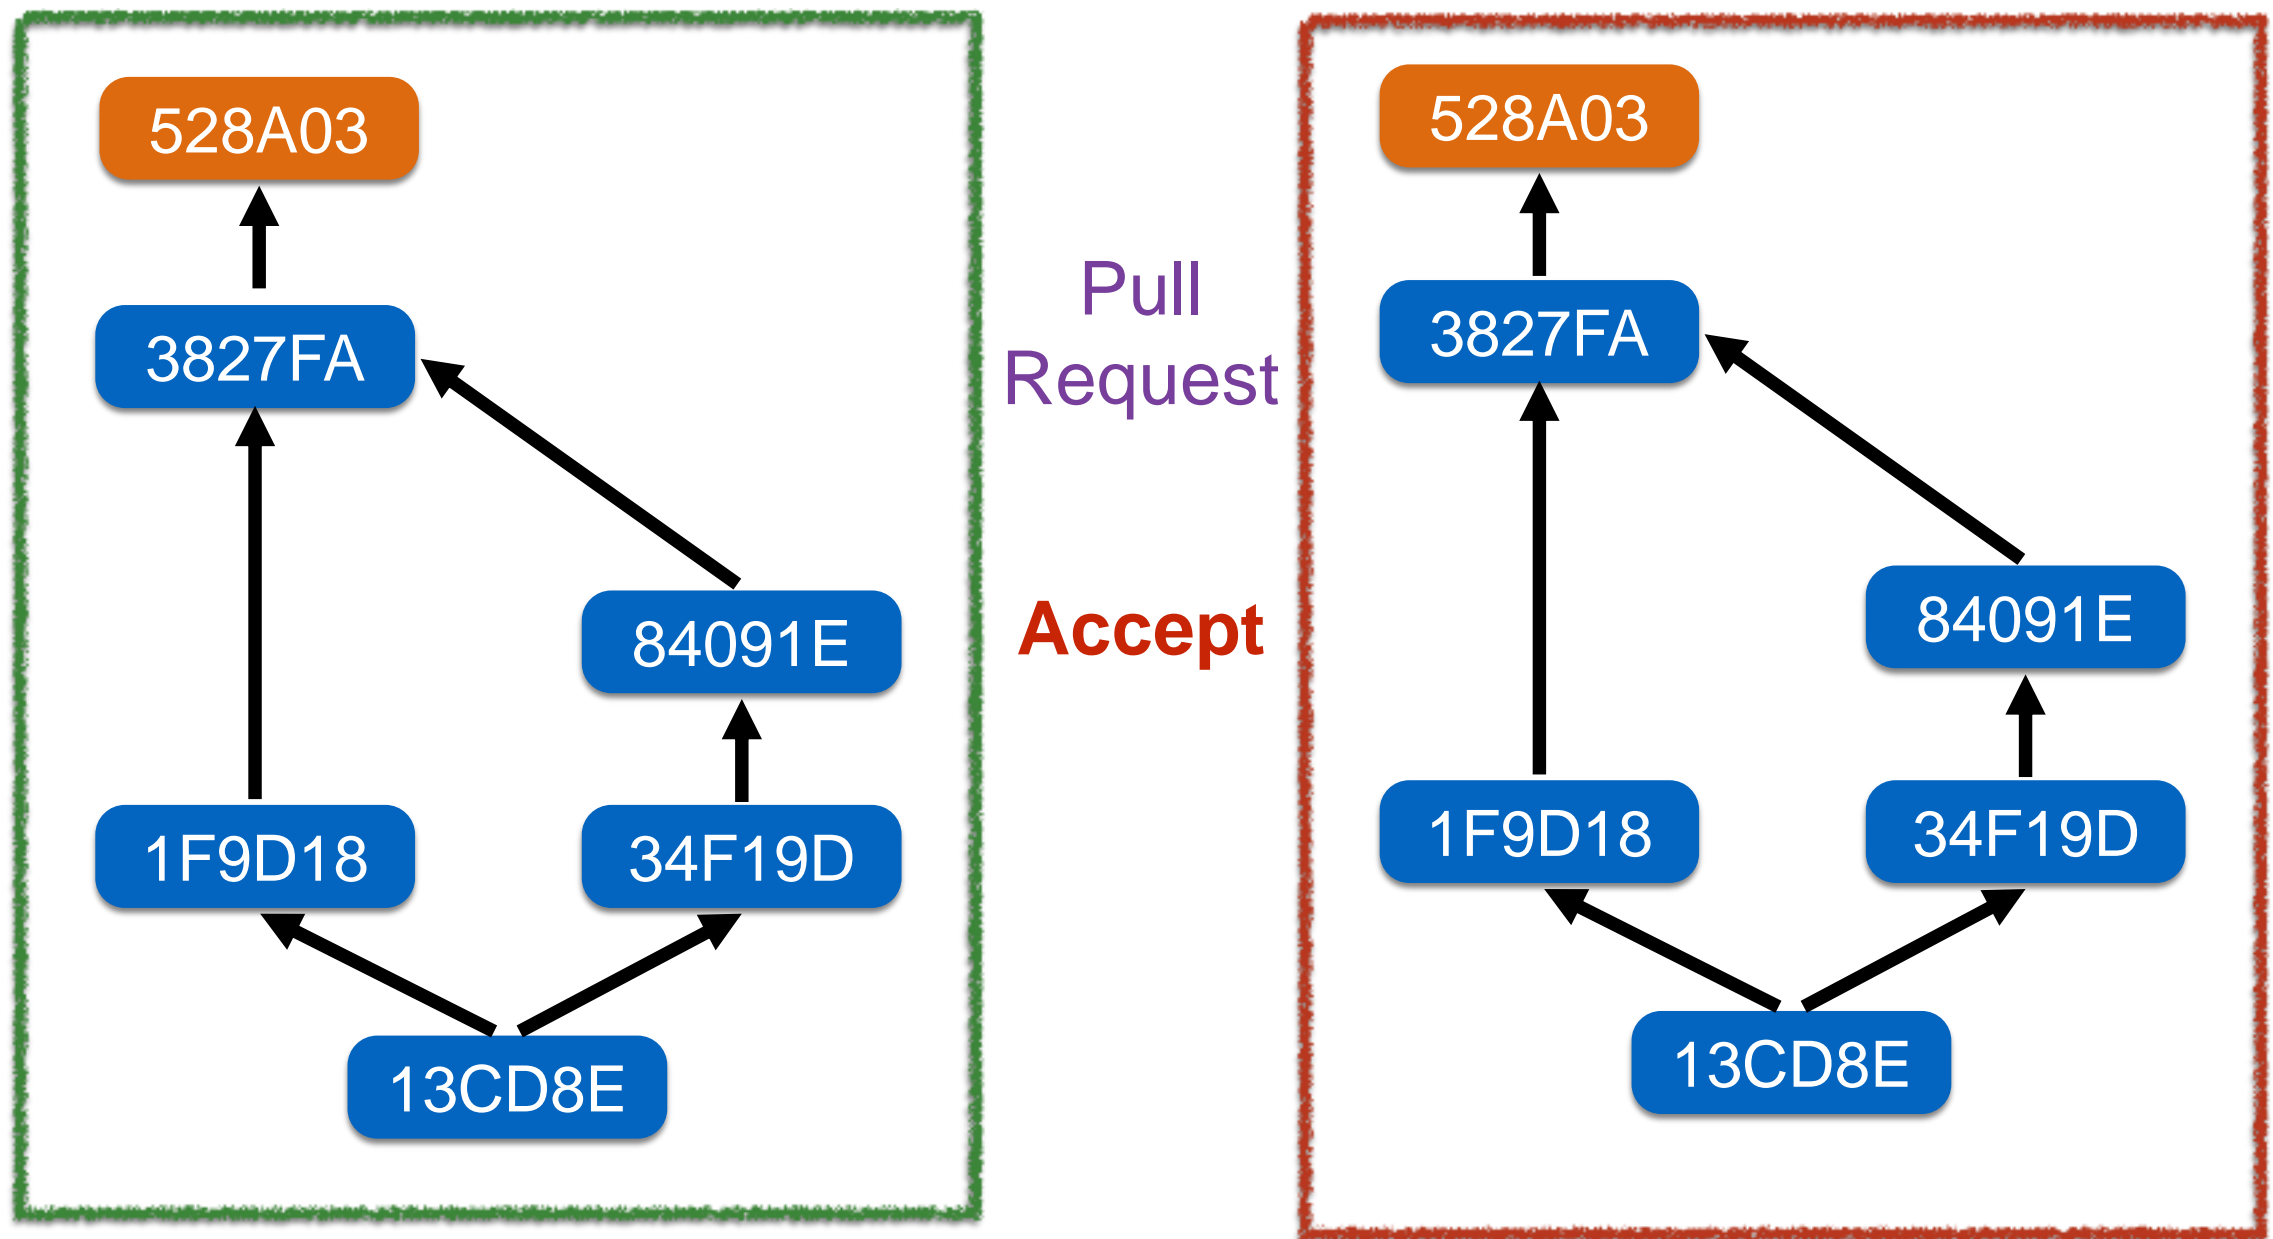 528A03
3827FA
84091E
1F9D18
34F19D
13CD8E
Pull
Request
Accept
528A03
3827FA
84091E
1F9D18
34F19D
13CD8E